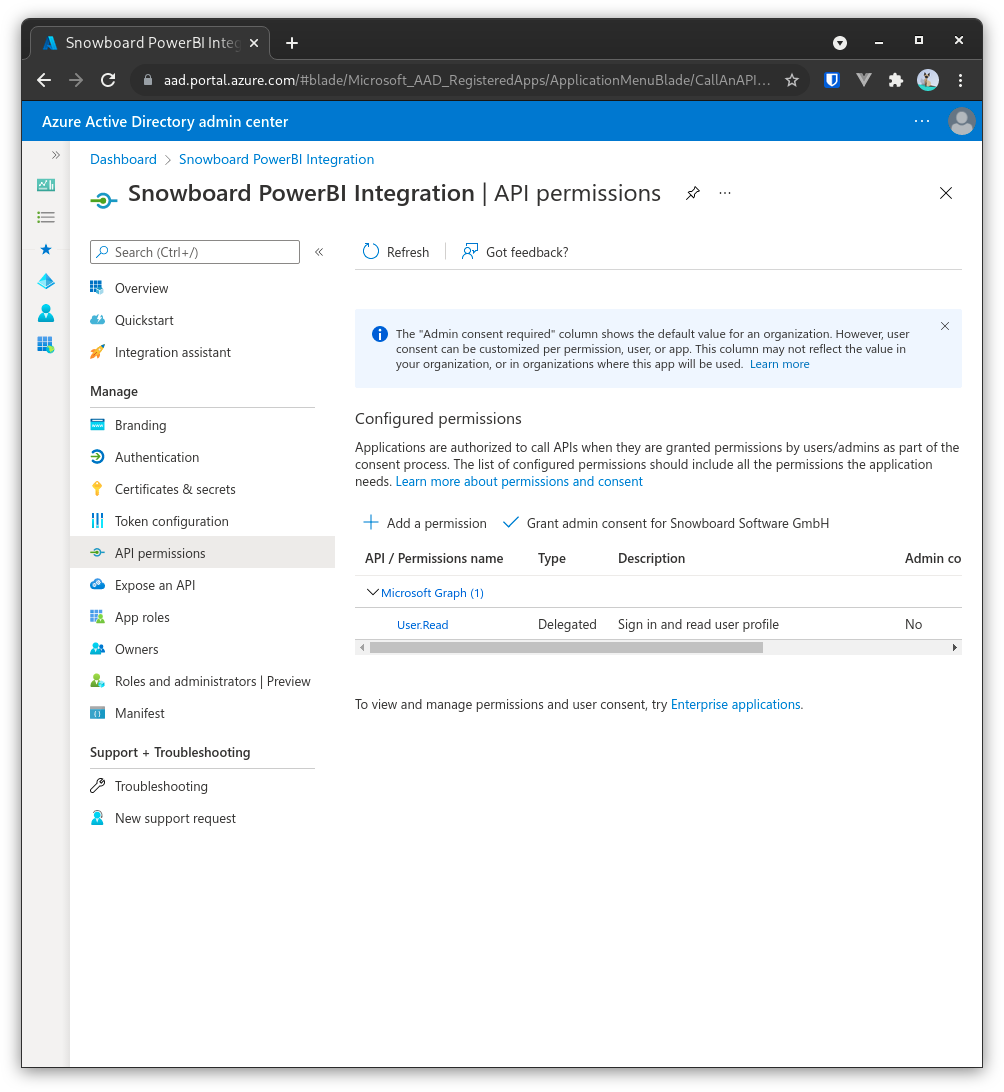 Snowboard PowerBI Integ
aad.portal.azure.com/#blade/Microsoft_AAD_RegisteredApps/ApplicationMenuBlade/CallAnAPI...
Azure Active Directory admin center
Dashboard > Snowboard PowerBI Integration
Snowboard PowerBI Integration | API permissions
Search (Ctrl+/)
Overview
Quickstart
Integration assistant
Manage
Branding
Authentication
Certificates & secrets
Token configuration
API permissions
Expose an API
App roles
Owners
Roles and administrators | Preview
Manifest
Support + Troubleshooting
Troubleshooting
New support request
Refresh
Got feedback?
The "Admin consent required" column shows the default value for an organization. However, user
consent can be customized per permission, user, or app. This column may not reflect the value in
your organization, or in organizations where this app will be used. Learn more
Configured permissions
Applications are authorized to call APIs when they are granted permissions by users/admins as part of the
consent process. The list of configured permissions should include all the permissions the application
needs. Learn more about permissions and consent
Add a permission
Grant admin consent for Snowboard Software GmbH
API / Permissions name Type Description Admin co
Microsoft Graph (1)
User.Read Delegated Sign in and read user profile No
To view and manage permissions and user consent, try Enterprise applications.